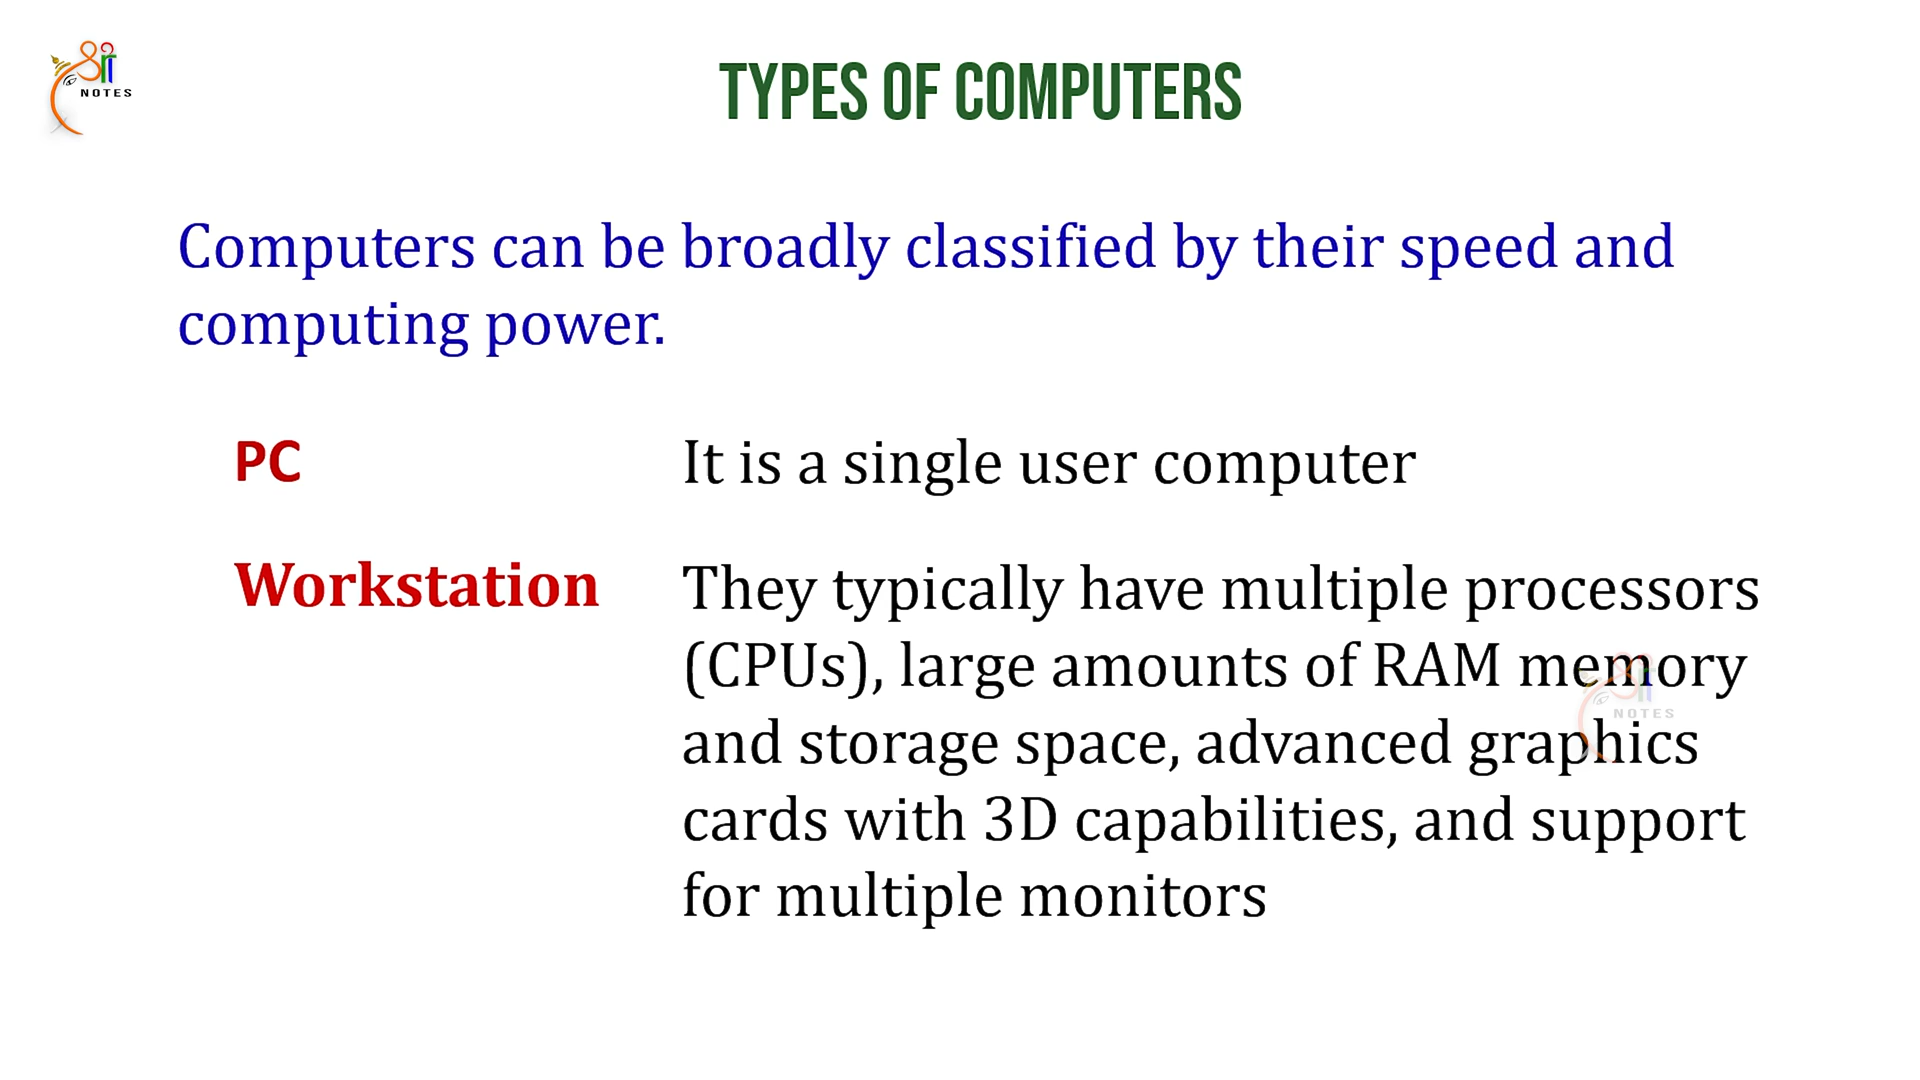 श्री
NOTES
TYPES OF COMPUTERS
Computers can be broadly classified by their speed and
computing power.
PC
It is a single user computer
Workstation
They typically have multiple processors
(CPUs), large amounts of RAM memory
and storage space, advanced graphics
cards with 3D capabilities, and support
for multiple monitors
श्री
NOTES